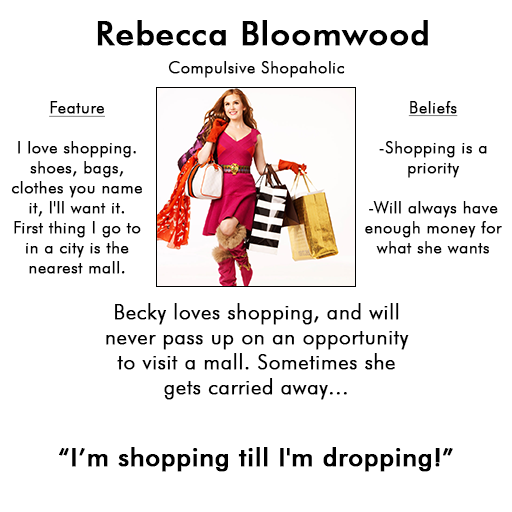 Rebecca Bloomwood
Compulsive Shopaholic
Feature
I love shopping.
shoes, bags,
clothes you name
it, I'll want it.
First thing I go to
in a city is the
nearest mall.
Beliefs
-Shopping is a
priority
-Will always have
enough money for
what she wants
Becky loves shopping, and will
never pass up on an opportunity
to visit a mall. Sometimes she
gets carried away...
“I’m shopping till I'm dropping!”